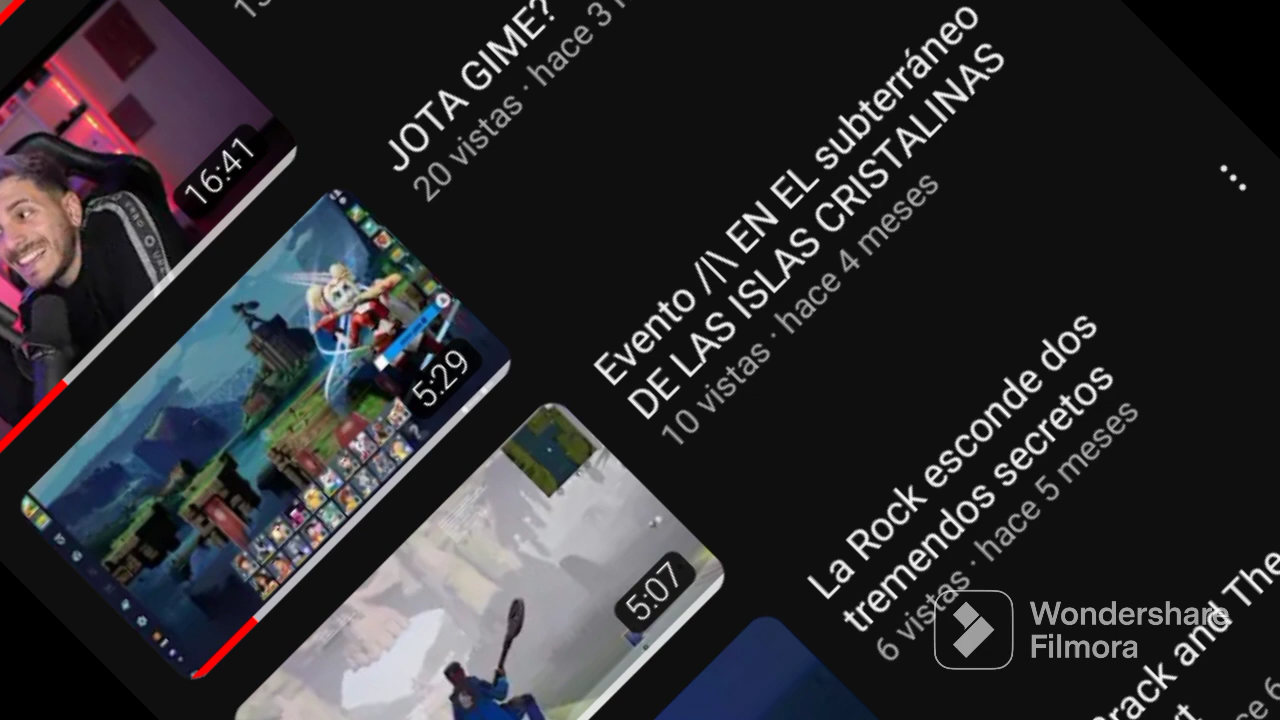 16:41
JOTA GIME?
20 vistas · hace 3
5:29
Evento /|\ EN EL subterráneo
DE LAS ISLAS CRISTALINAS
10 vistas · hace 4 meses
5:07
La Rock esconde dos
tremendos secretos
6 vistas · hace 5 meses
and The
Wondershare
Filmora